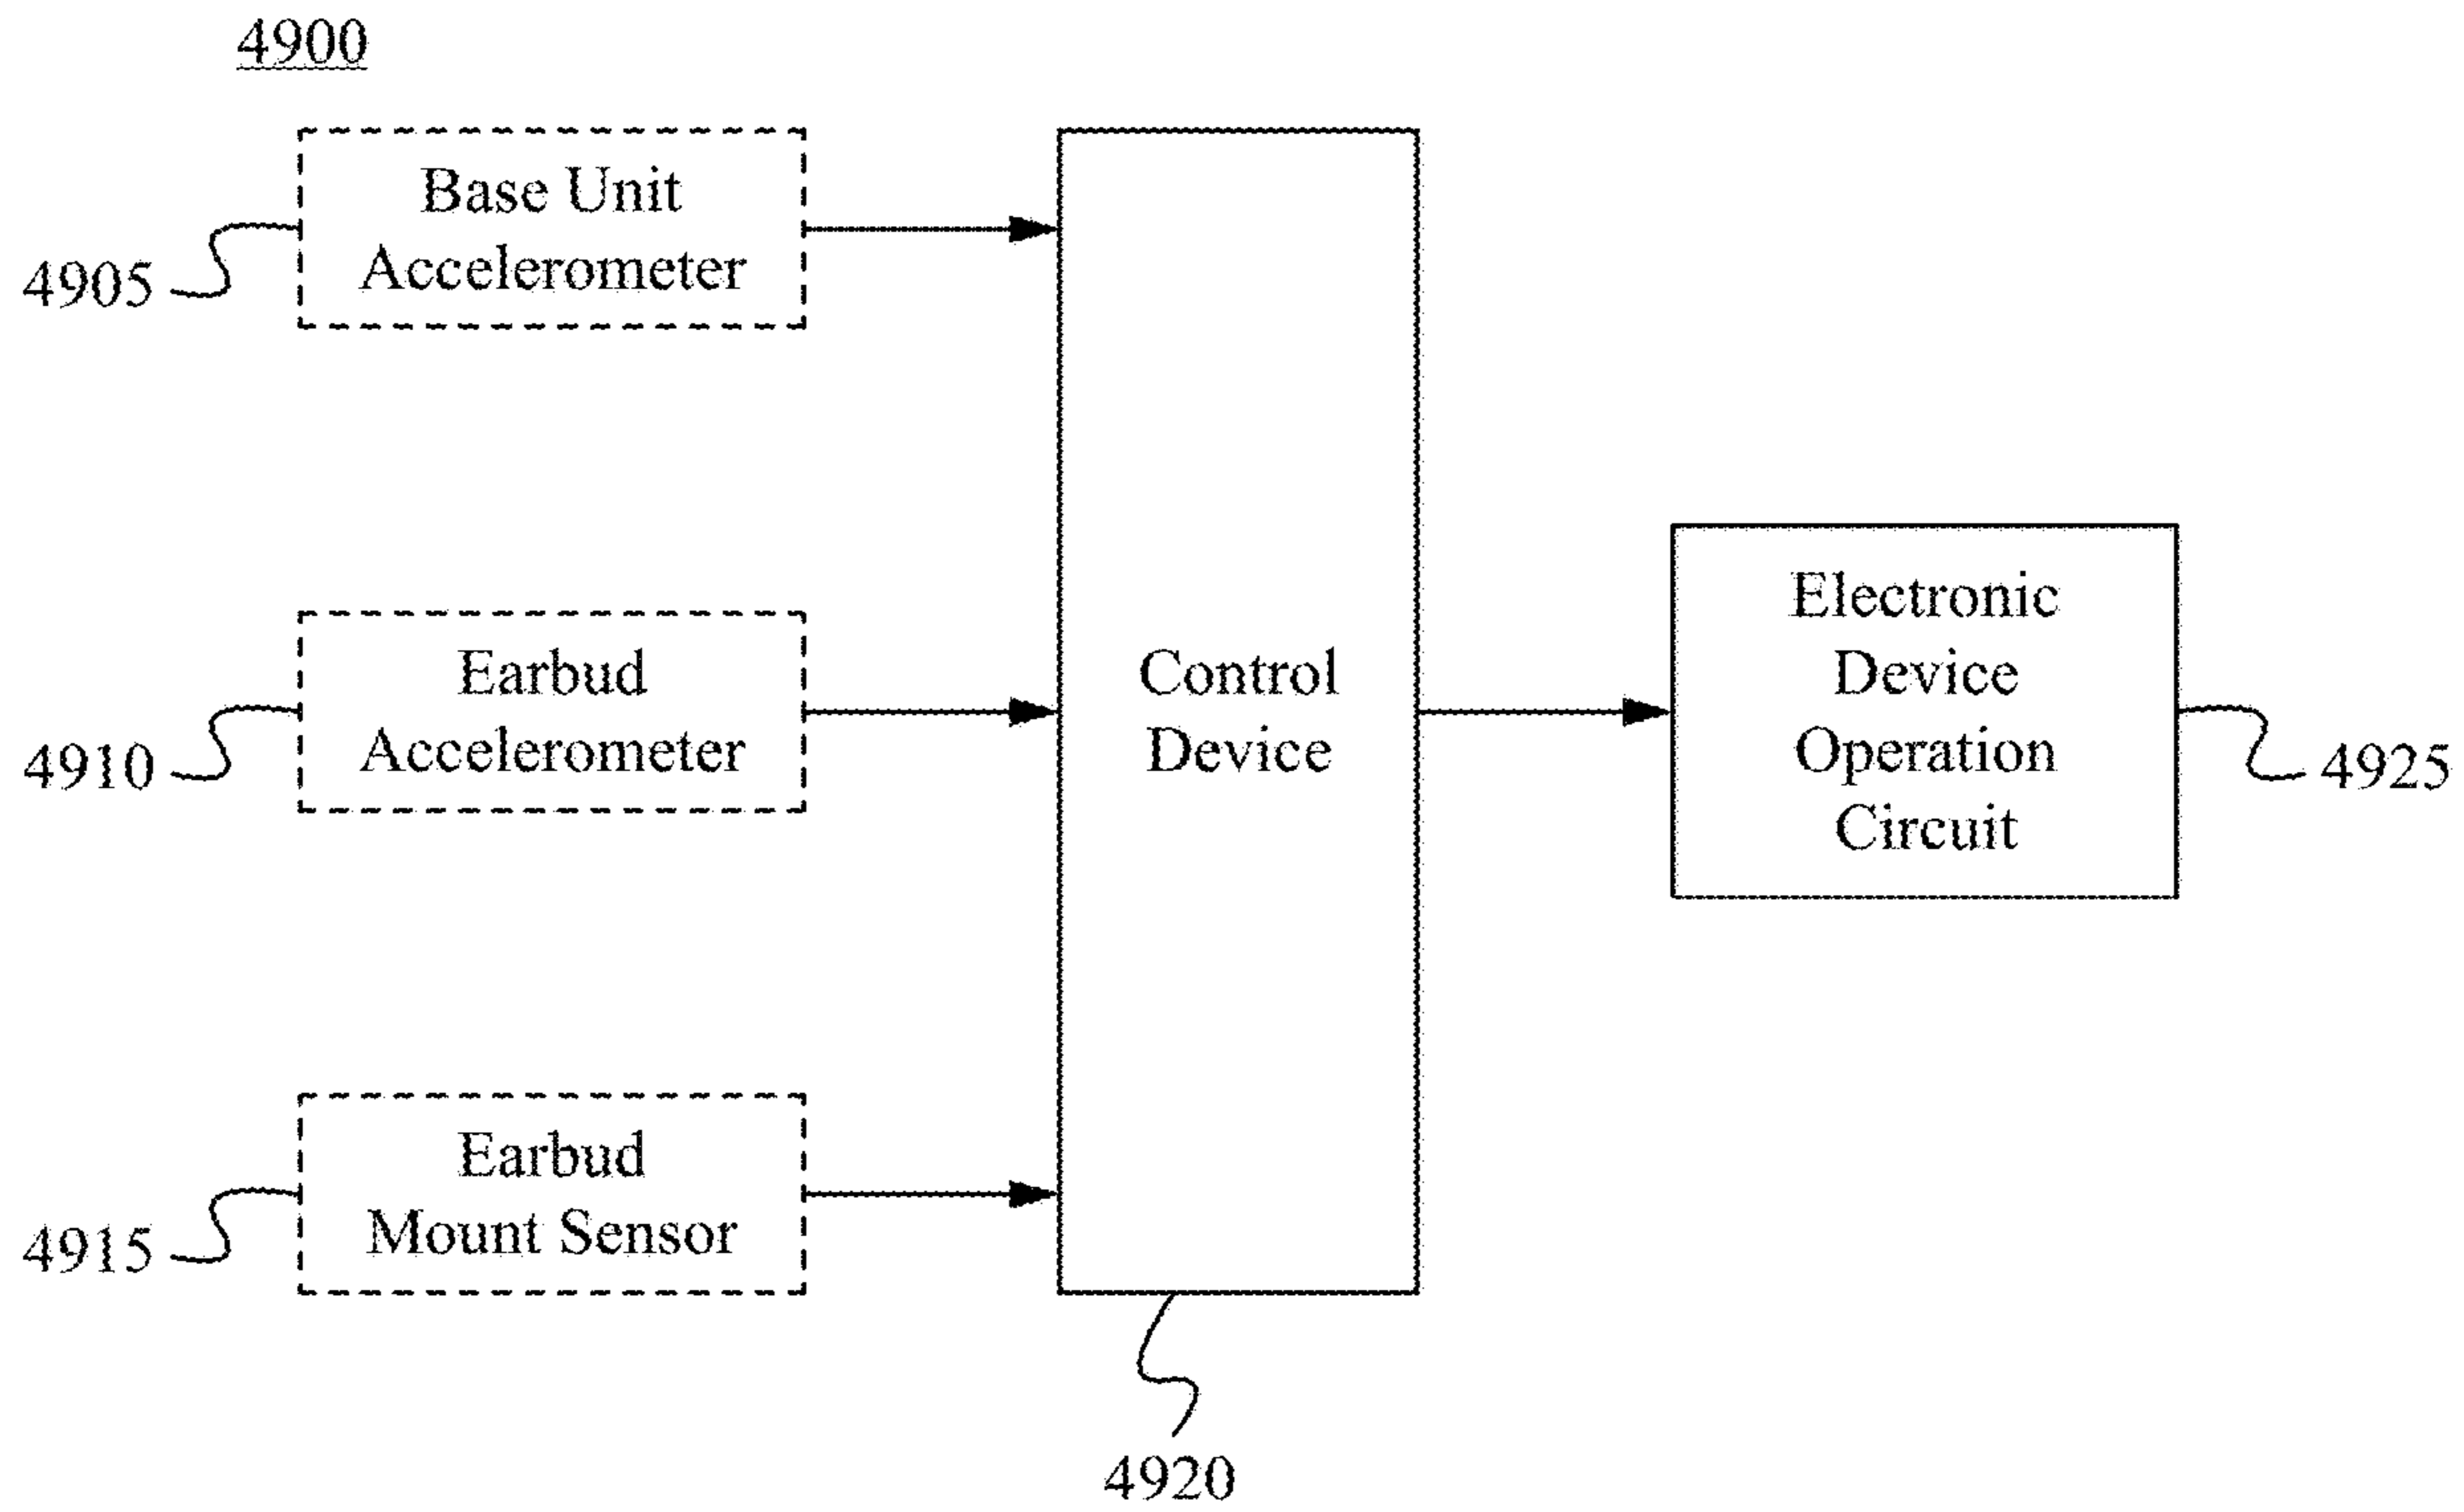 4900
Base Unit
Accelerometer
4905
Earbud
Accelerometer
4910
Earbud
Mount Sensor
4915
Control
Device
4920
Electronic
Device
Operation
Circuit
4925